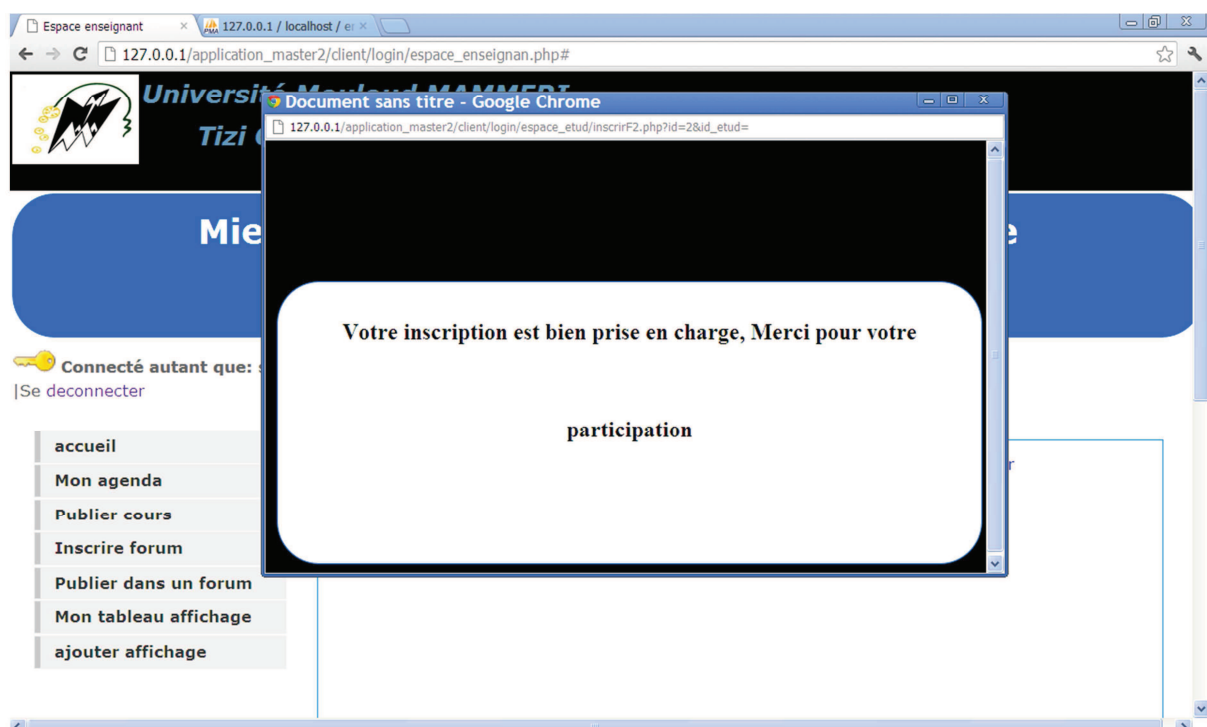 Espace enseignant
127.0.0.1 / localhost / e
127.0.0.1/application_master2/client/login/espace_enseignan.php#
Université Mouloud MAMMERI
Tizi
Document sans titre - Google Chrome
127.0.0.1/application_master2/client/login/espace_etud/inscrirF2.php?id=2&id_etud=
Mie
e
Votre inscription est bien prise en charge, Merci pour votre
participation
Connecté autant que:
|Se deconnecter
accueil
Mon agenda
Publier cours
Inscrire forum
Publier dans un forum
Mon tableau affichage
ajouter affichage
r